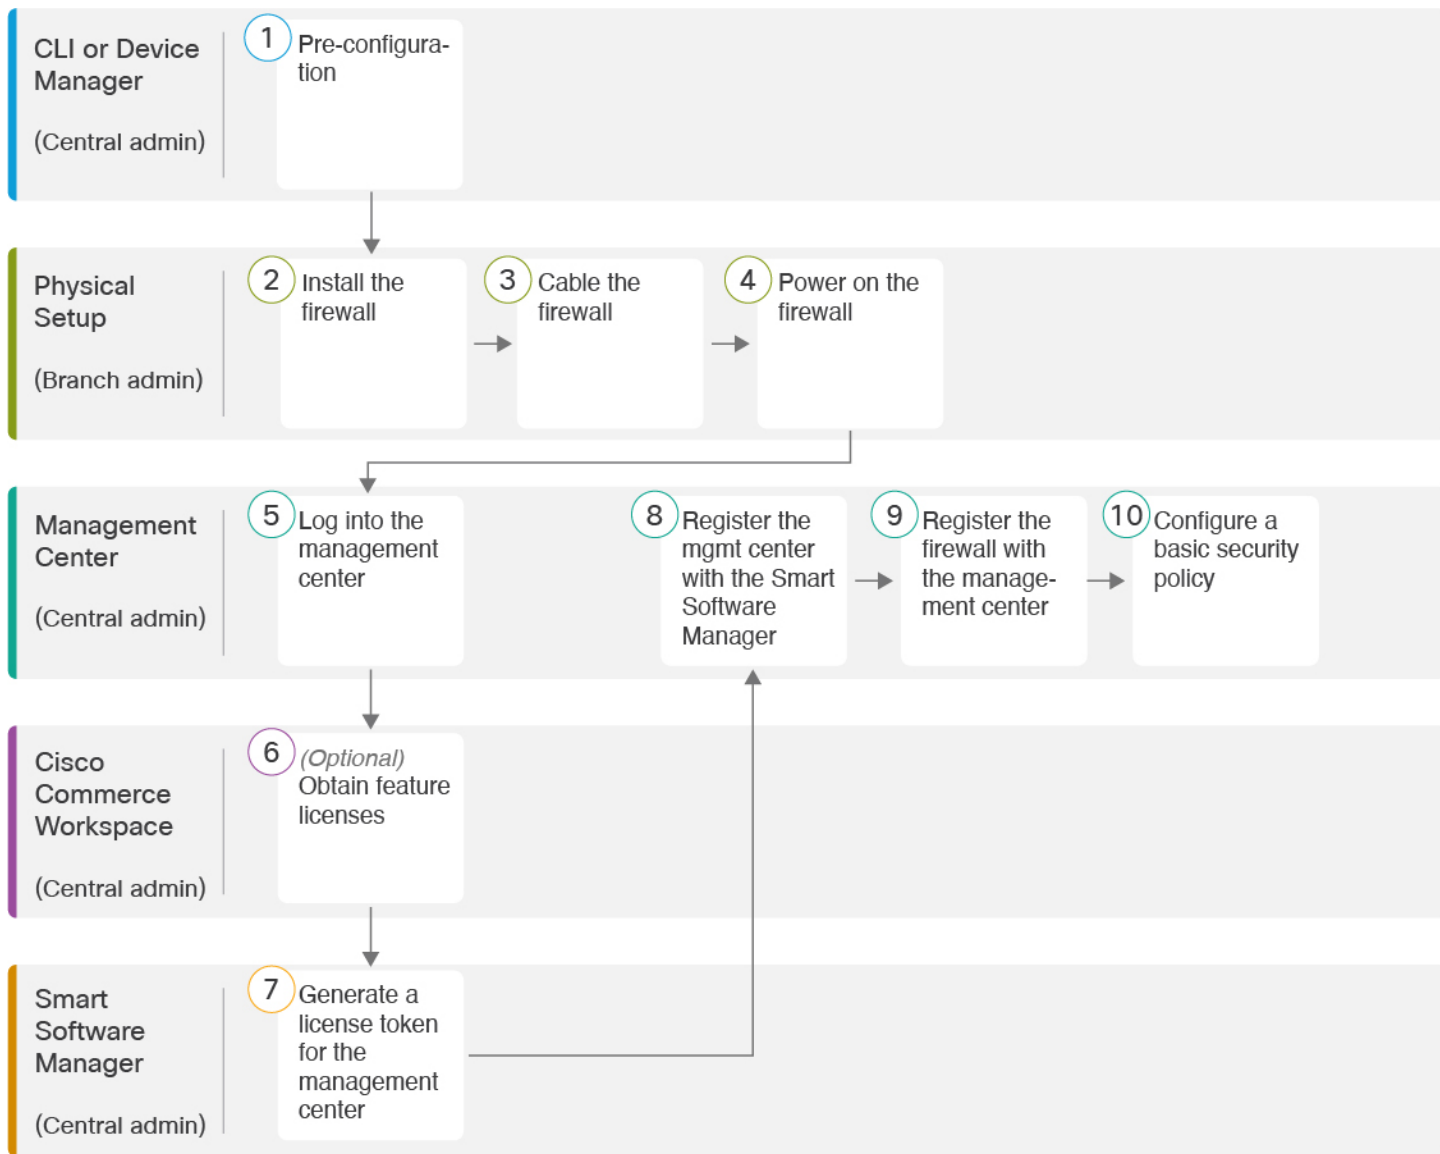 CLI or Device
Manager
(Central admin)
1
Pre-configura-
tion
Physical
Setup
(Branch admin)
2
Install the
firewall
3
Cable the
firewall
4
Power on the
firewall
Management
Center
(Central admin)
5
Log into the
management
center
8
Register the
mgmt center
with the Smart
Software
Manager
9
Register the
firewall with
the manage-
ment center
10
Configure a
basic security
policy
Cisco
Commerce
Workspace
(Central admin)
6
(Optional)
Obtain feature
licenses
Smart
Software
Manager
(Central admin)
7
Generate a
license token
for the
management
center